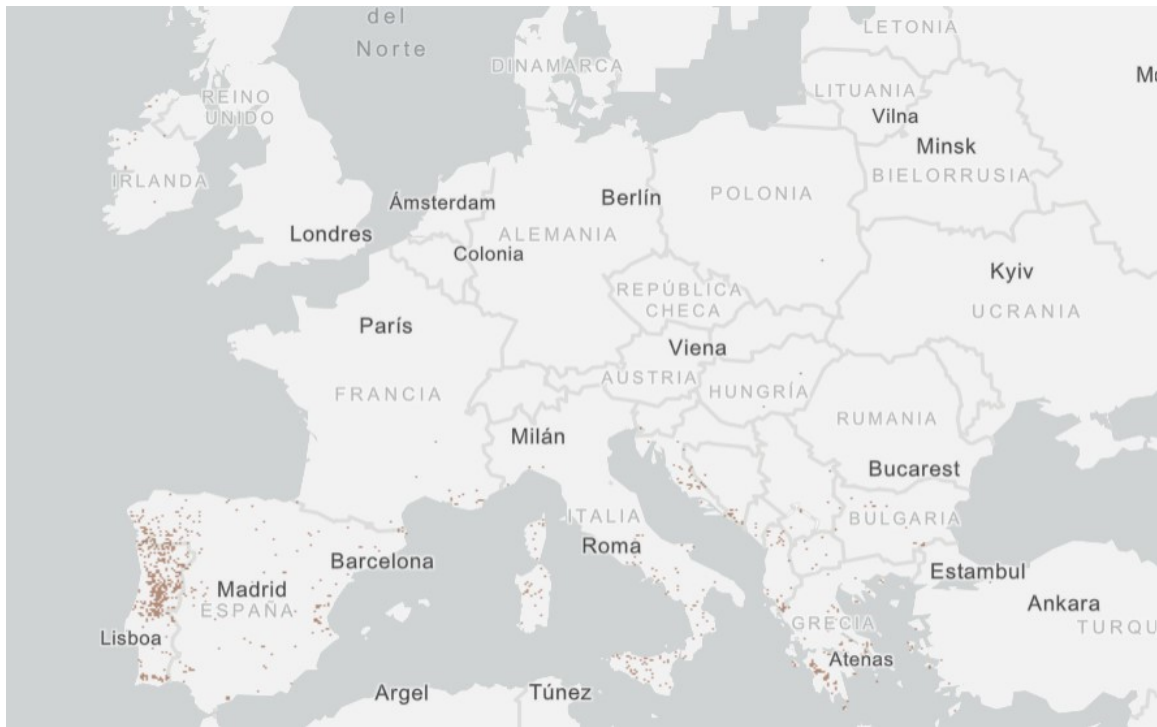 del
Norte
LETONIA
DINAMARCA
Mo
REINO
UNIDO
LITUANIA
Vilna
Minsk
BIELORRUSIA
IRLANDA
Ámsterdam
Berlín
POLONIA
Londres
ALEMANIA
Colonia
Kyiv
UCRANIA
REPÚBLICA
CHECA
París
Viena
AUSTRIA
FRANCIA
HUNGRÍA
RUMANIA
Milán
Bucarest
ITALIA
BULGARIA
Roma
Barcelona
Estambul
Madrid
ESPAÑA
Ankara
GRECIA
TURQU
Lisboa
Atenas
Argel
Túnez